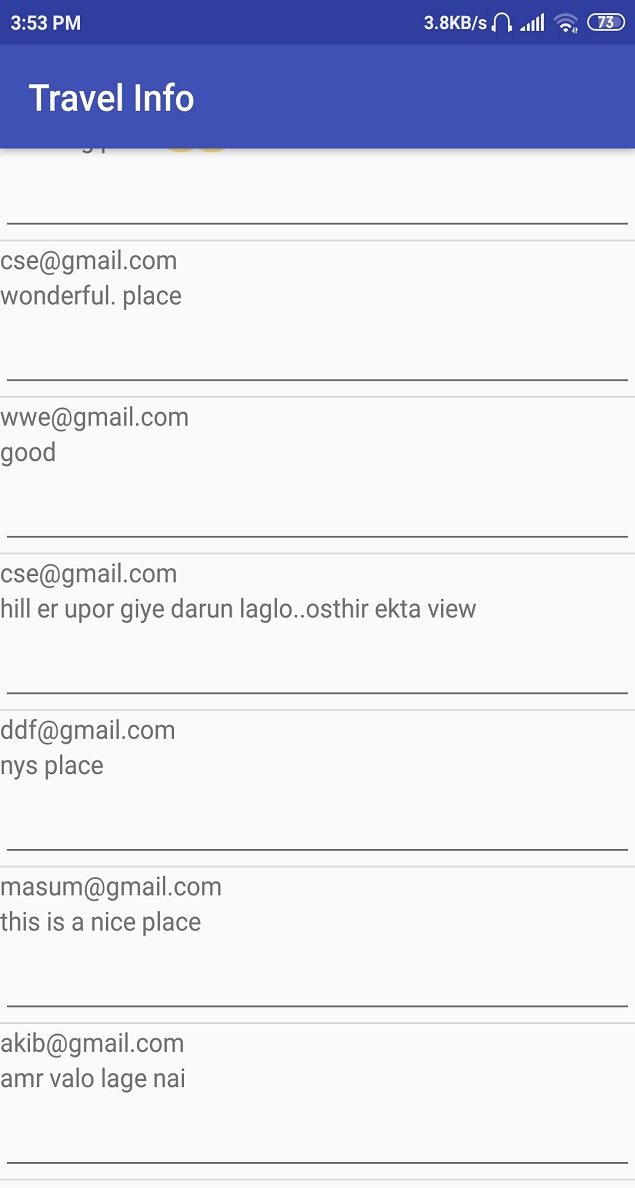 3:53 PM 3.8KB/s 73
Travel Info
cse@gmail.com
wonderful. place
wwe@gmail.com
good
cse@gmail.com
hill er upor giye darun laglo..osthir ekta view
ddf@gmail.com
nys place
masum@gmail.com
this is a nice place
akib@gmail.com
amr valo lage nai